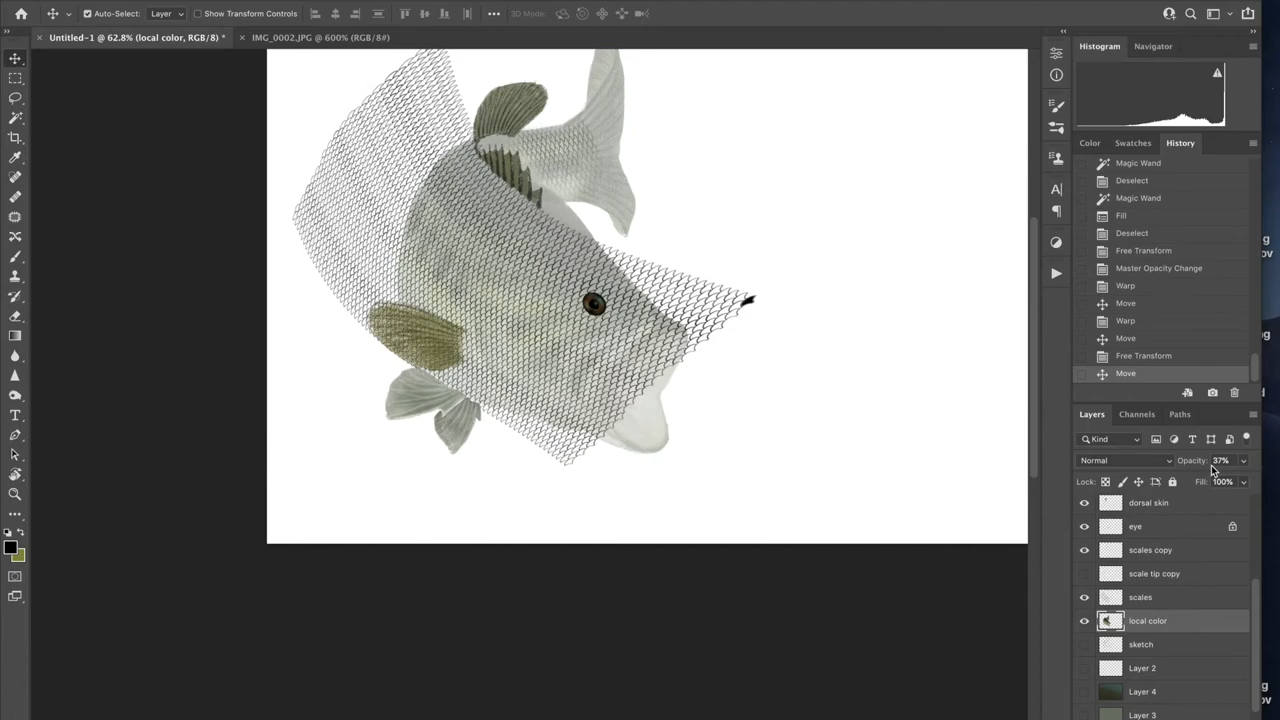 Auto-Select: Layer Show Transform Controls 3D Mode:
Untitled-1 @ 62.8% (local color, RGB/8) * IMG_0002.JPG @ 600% (RGB/8#)
Histogram Navigator
Color Swatches History
Magic Wand
Deselect
Magic Wand
Fill
Deselect
Free Transform
Master Opacity Change
Warp
Move
Warp
Move
Free Transform
Move
Layers Channels Paths
Kind
Normal Opacity: 37%
Lock: Fill: 100%
dorsal skin
eye
scales copy
scale tip copy
scales
local color
sketch
Layer 2
Layer 4
Layer 3